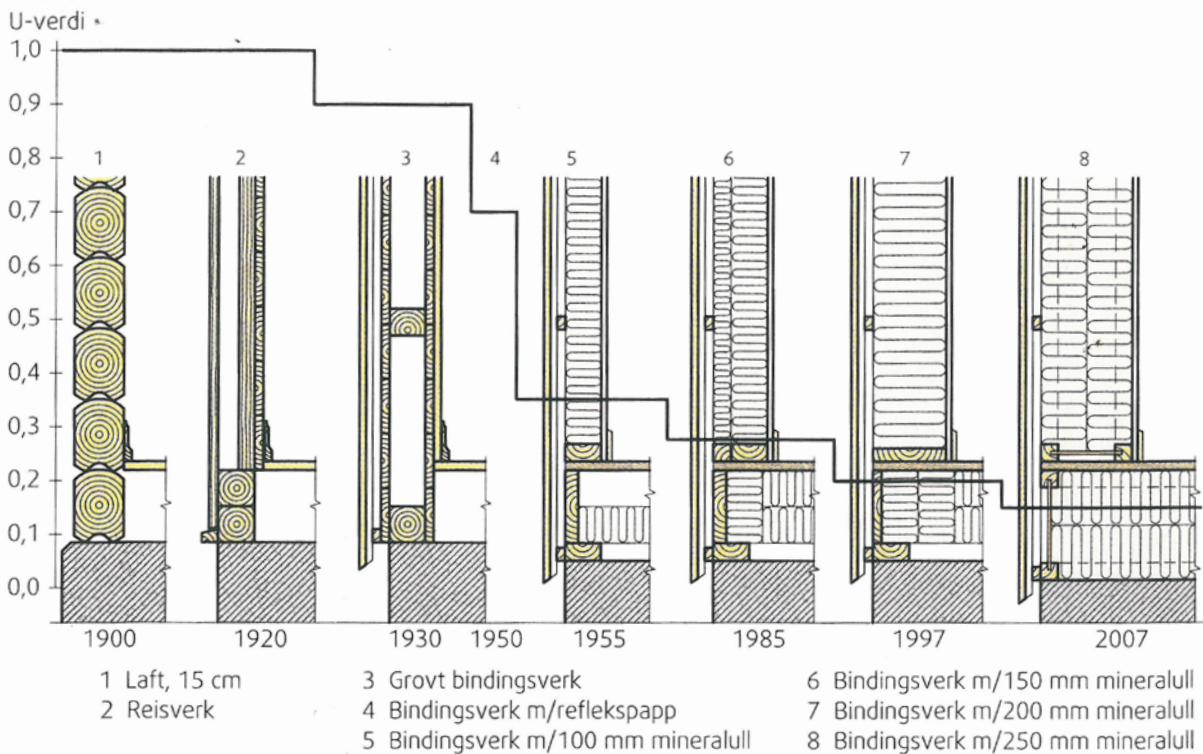 U-verdi
1,0
0,9
0,8
0,7
0,6
0,5
0,4
0,3
0,2
0,1
0,0
1 2 3 4 5 6 7 8
1900 1920 1930 1950 1955 1985 1997 2007
1 Laft, 15 cm
2 Reisverk
3 Grovt bindingsverk
4 Bindingsverk m/reflekspapp
5 Bindingsverk m/100 mm mineralull
6 Bindingsverk m/150 mm mineralull
7 Bindingsverk m/200 mm mineralull
8 Bindingsverk m/250 mm mineralull